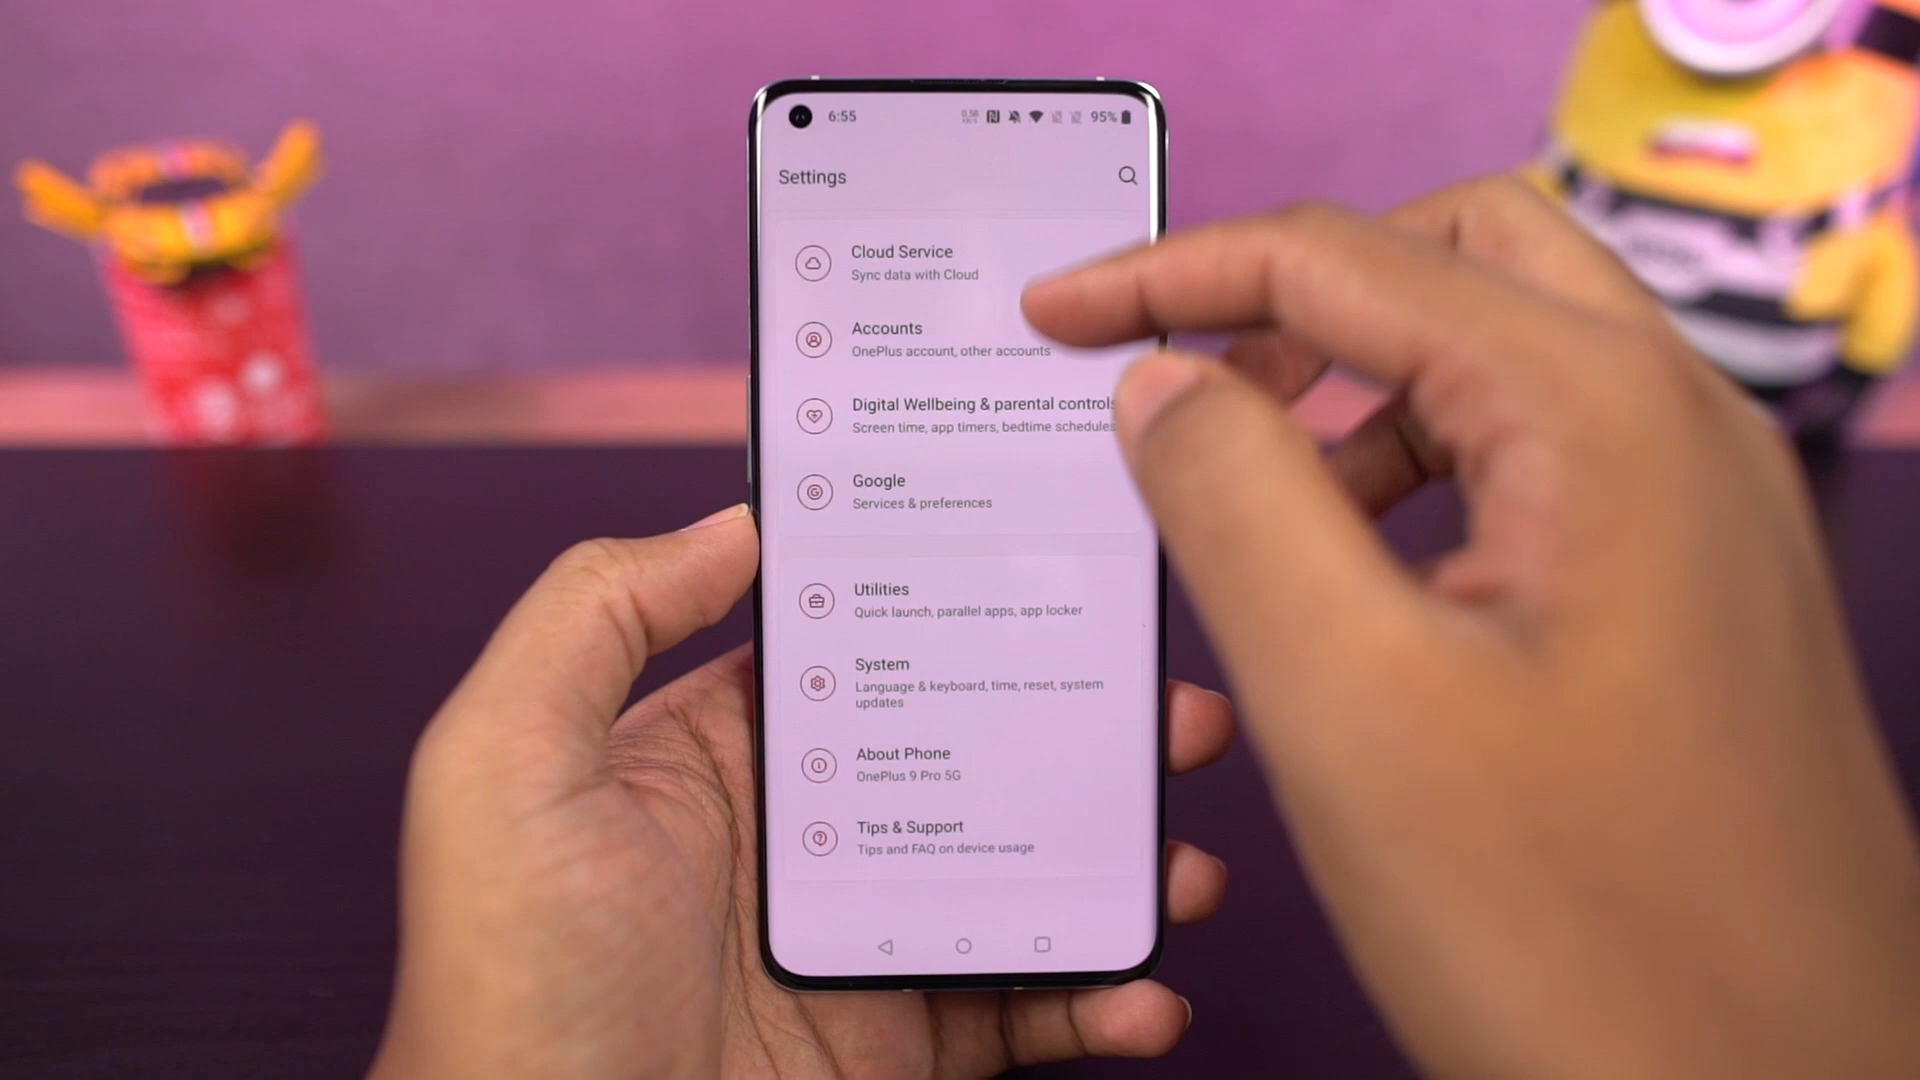 6:55
0.50
95%
Settings
Cloud Service
Sync data with Cloud
Accounts
OnePlus account, other accounts
Digital Wellbeing & parental controls
Screen time, app timers, bedtime schedules
Google
Services & preferences
Utilities
Quick launch, parallel apps, app locker
System
Language & keyboard, time, reset, system
updates
About Phone
OnePlus 9 Pro 5G
Tips & Support
Tips and FAQ on device usage